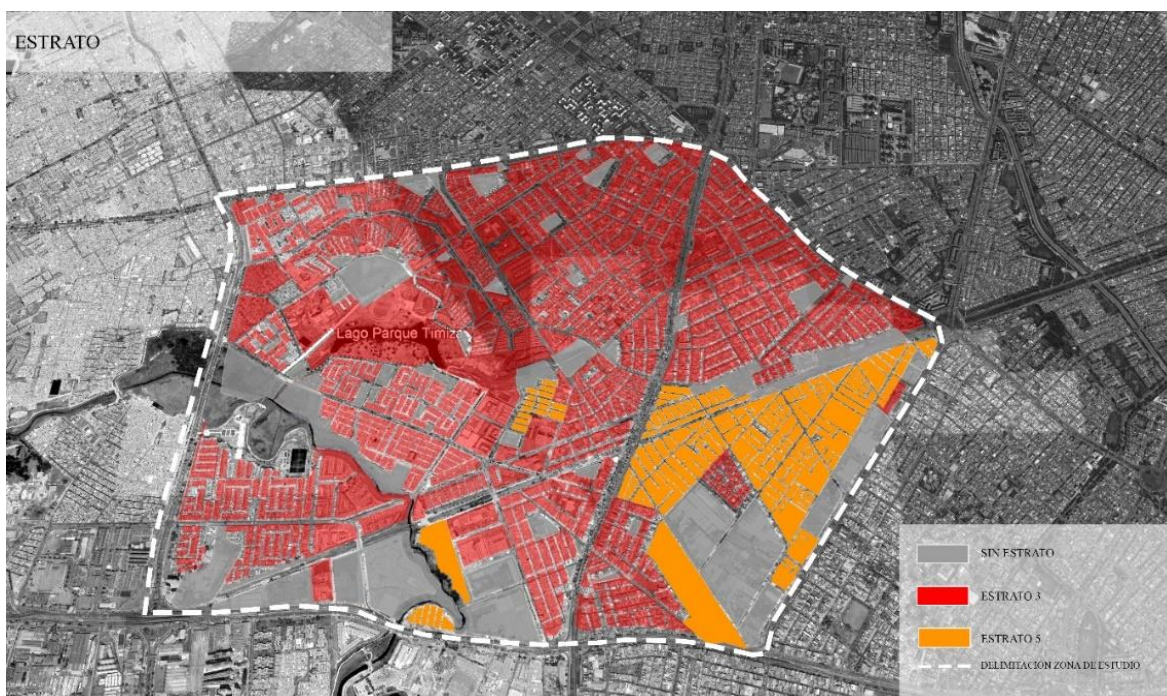 ESTRATO
Lago Parque Timiza
SIN ESTRATO
ESTRATO 3
ESTRATO 5
DELIMITACIÓN ZONA DE ESTUDIO